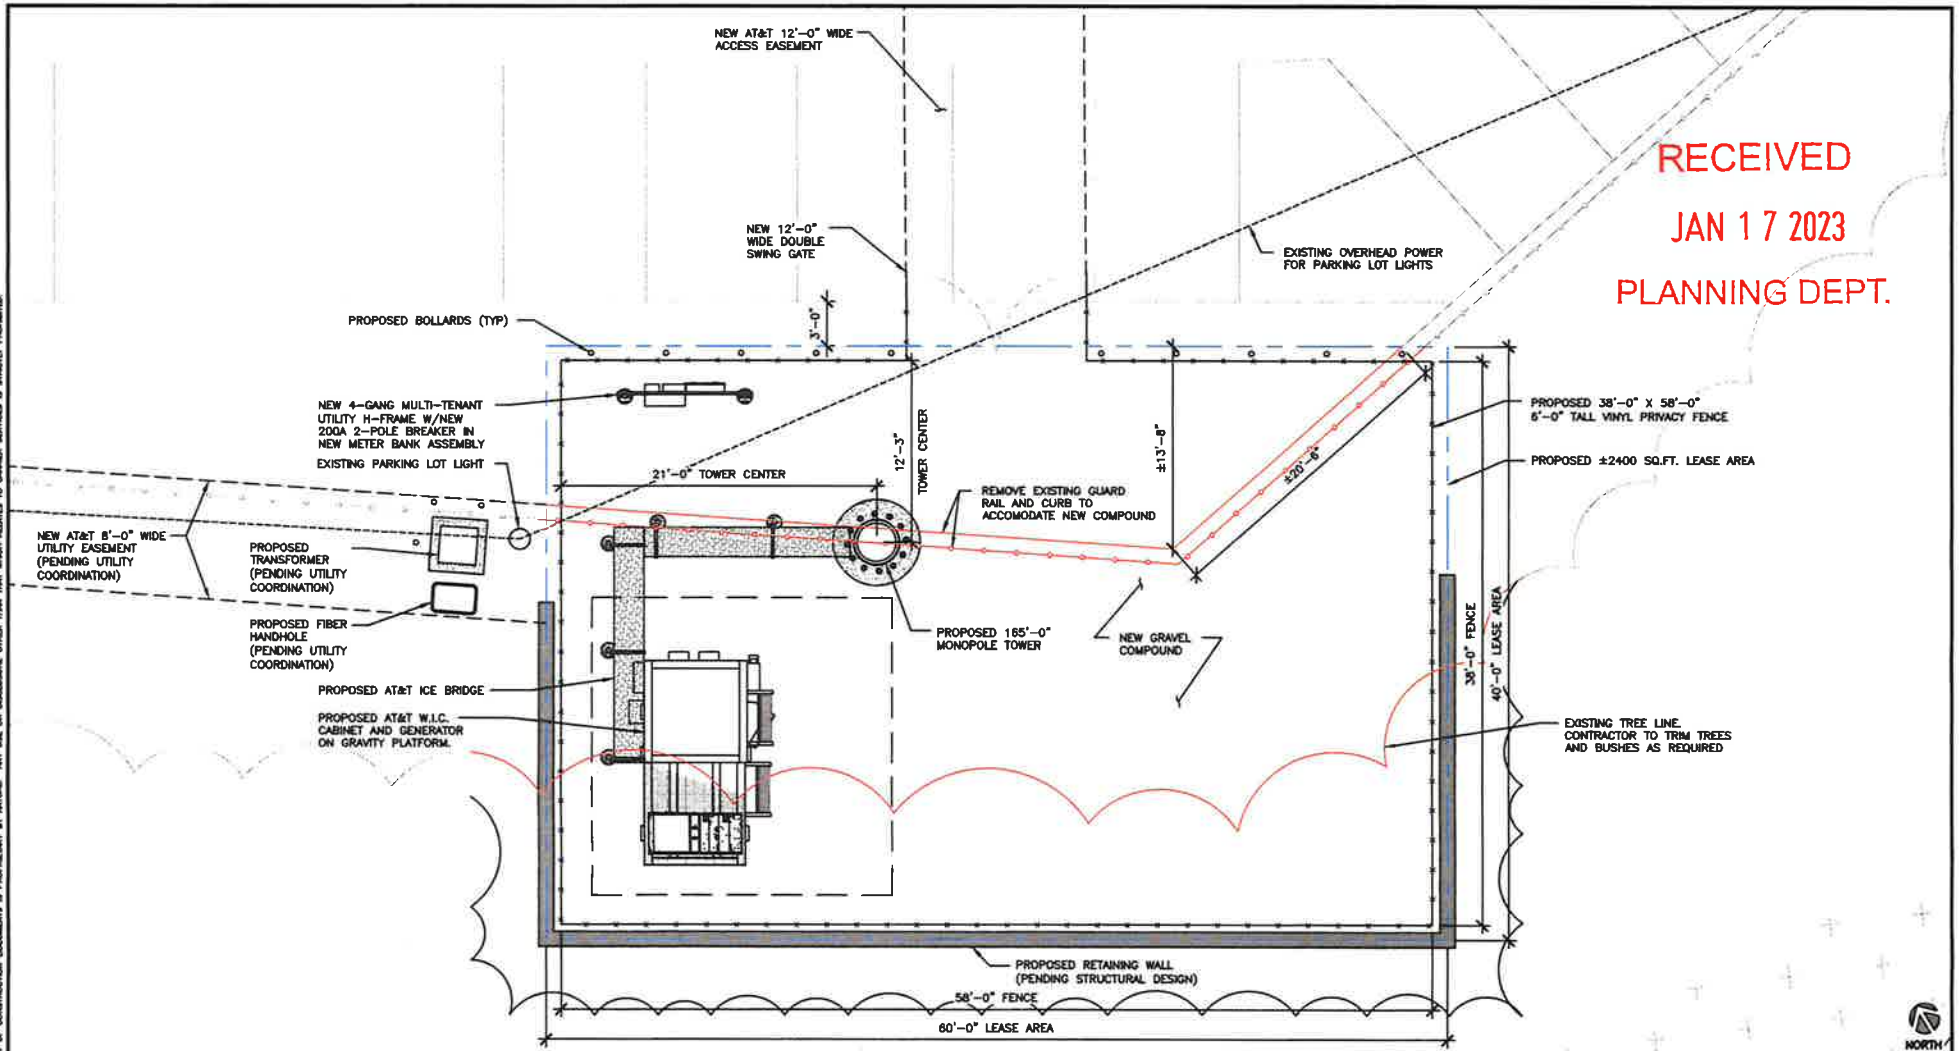 NEW AT&T 12'-0" WIDE
ACCESS EASEMENT
RECEIVED
JAN 17 2023
PLANNING DEPT.
NEW 12'-0"
WIDE DOUBLE
SWING GATE
EXISTING OVERHEAD POWER
FOR PARKING LOT LIGHTS
PROPOSED BOLLARDS (TYP)
3'-0"
NEW 4-GANG MULTI-TENANT
UTILITY H-FRAME W/NEW
200A 2-POLE BREAKER IN
NEW METER BANK ASSEMBLY
EXISTING PARKING LOT LIGHT
21'-0" TOWER CENTER
12'-3"
TOWER CENTER
±13'-8"
±20'-6"
PROPOSED 38'-0" X 58'-0"
6'-0" TALL VINYL PRIVACY FENCE
PROPOSED ±2400 SQ.FT. LEASE AREA
REMOVE EXISTING GUARD
RAIL AND CURB TO
ACCOMODATE NEW COMPOUND
NEW AT&T 8'-0" WIDE
UTILITY EASEMENT
(PENDING UTILITY
COORDINATION)
PROPOSED
TRANSFORMER
(PENDING UTILITY
COORDINATION)
PROPOSED FIBER
HANDHOLE
(PENDING UTILITY
COORDINATION)
PROPOSED 165'-0"
MONOPOLE TOWER
NEW GRAVEL
COMPOUND
38'-0" FENCE
40'-0" LEASE AREA
PROPOSED AT&T ICE BRIDGE
PROPOSED AT&T W.I.C.
CABINET AND GENERATOR
ON GRAVITY PLATFORM.
EXISTING TREE LINE.
CONTRACTOR TO TRIM TREES
AND BUSHES AS REQUIRED
PROPOSED RETAINING WALL
(PENDING STRUCTURAL DESIGN)
58'-0" FENCE
60'-0" LEASE AREA
NORTH